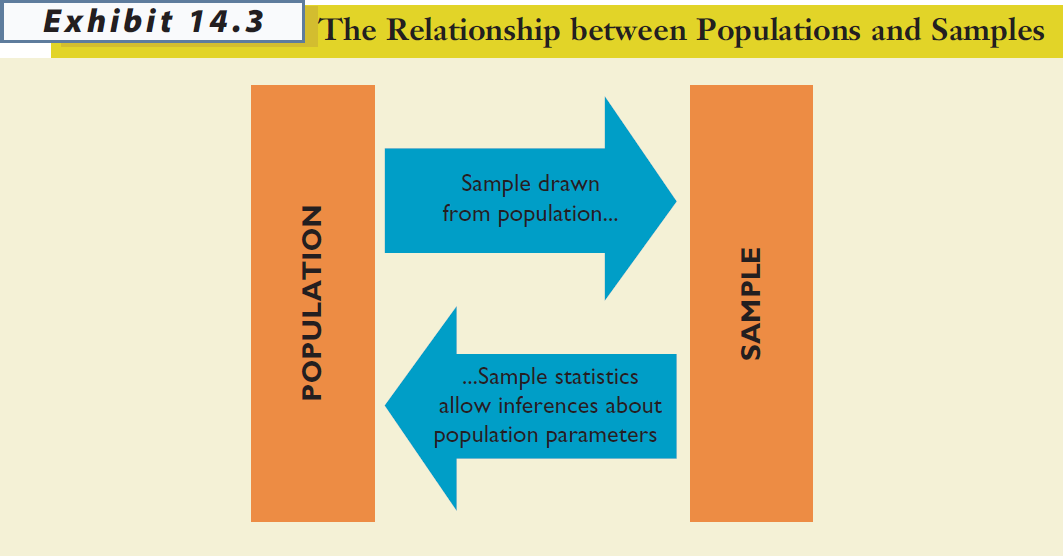 Exhibit 14.3
The Relationship between Populations and Samples
POPULATION
Sample drawn
from population...
...Sample statistics
allow inferences about
population parameters
SAMPLE